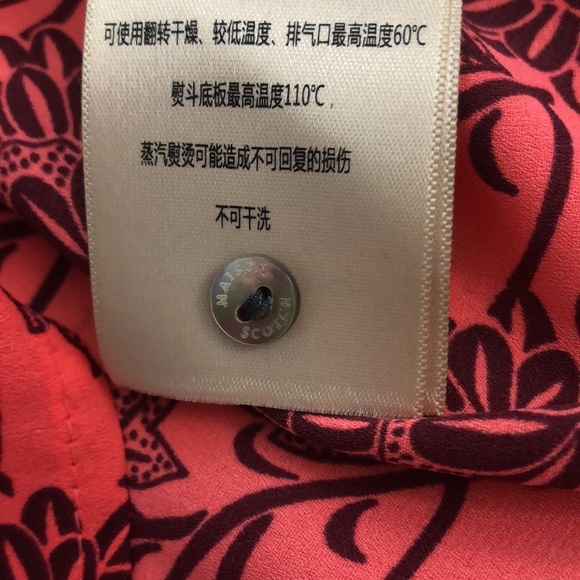 可使用翻转干燥、较低温度、排气口最高温度60℃
熨斗底板最高温度110℃,
蒸汽熨烫可能造成不可回复的损伤
不可干洗
MAISON
SCOTCH